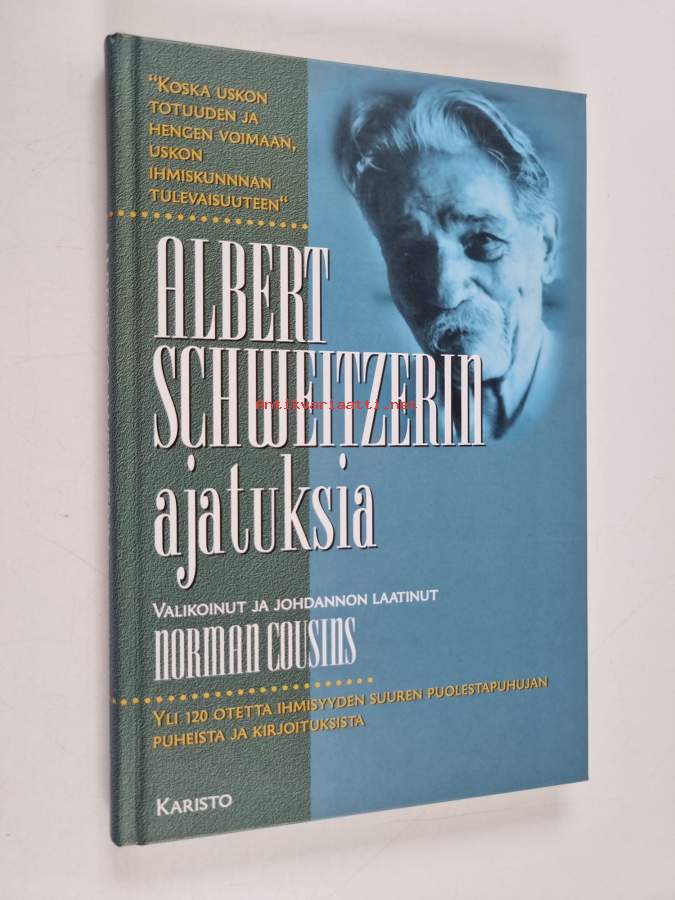 “KOSKA USKON
TOTUUDEN JA
HENGEN VOIMAAN,
USKON
IHMISKUNNNAN
TULEVAISUUTEEN“
ALBERT
SCHWEITZERIN
ajatuksia
Antikvariaatti.net
VALIKOINUT JA JOHDANNON LAATINUT
NORMAN COUSINS
YLI 120 OTETTA IHMISYYDEN SUUREN PUOLESTAPUHUJAN
PUHEISTA JA KIRJOITUKSISTA
KARISTO